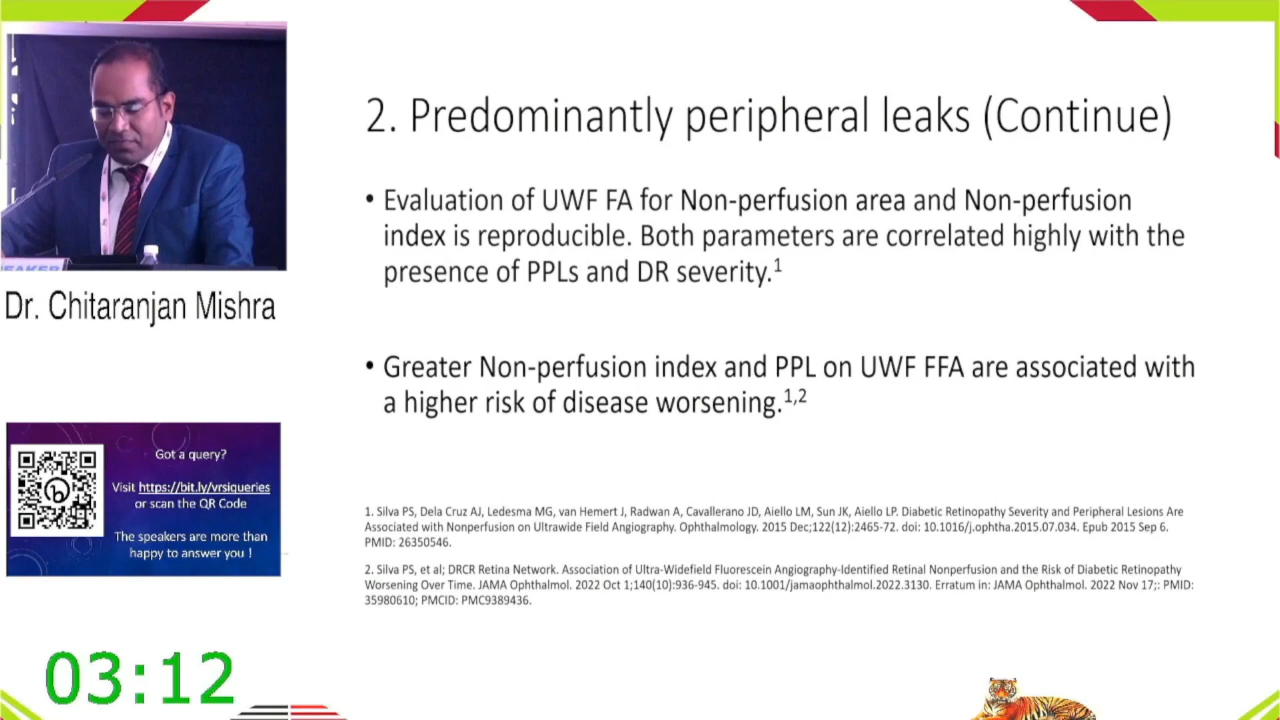 2. Predominantly peripheral leaks (Continue)
• Evaluation of UWF FA for Non-perfusion area and Non-perfusion
index is reproducible. Both parameters are correlated highly with the
presence of PPLs and DR severity.1
• Greater Non-perfusion index and PPL on UWF FFA are associated with
a higher risk of disease worsening.1,2
1. Silva PS, Dela Cruz AJ, Ledesma MG, van Hemert J, Radwan A, Cavallerano JD, Aiello LM, Sun JK, Aiello LP. Diabetic Retinopathy Severity and Peripheral Lesions Are
Associated with Nonperfusion on Ultrawide Field Angiography. Ophthalmology. 2015 Dec;122(12):2465-72. doi: 10.1016/j.ophtha.2015.07.034. Epub 2015 Sep 6.
PMID: 26350546.
2. Silva PS, et al; DRCR Retina Network. Association of Ultra-Widefield Fluorescein Angiography-Identified Retinal Nonperfusion and the Risk of Diabetic Retinopathy
Worsening Over Time. JAMA Ophthalmol. 2022 Oct 1;140(10):936-945. doi: 10.1001/jamaophthalmol.2022.3130. Erratum in: JAMA Ophthalmol. 2022 Nov 17;: PMID:
35980610; PMCID: PMC9389436.
SPEAKER
Dr. Chitaranjan Mishra
Got a query?
Visit https://bit.ly/vrsiqueries
or scan the QR Code
The speakers are more than
happy to answer you !
03:12